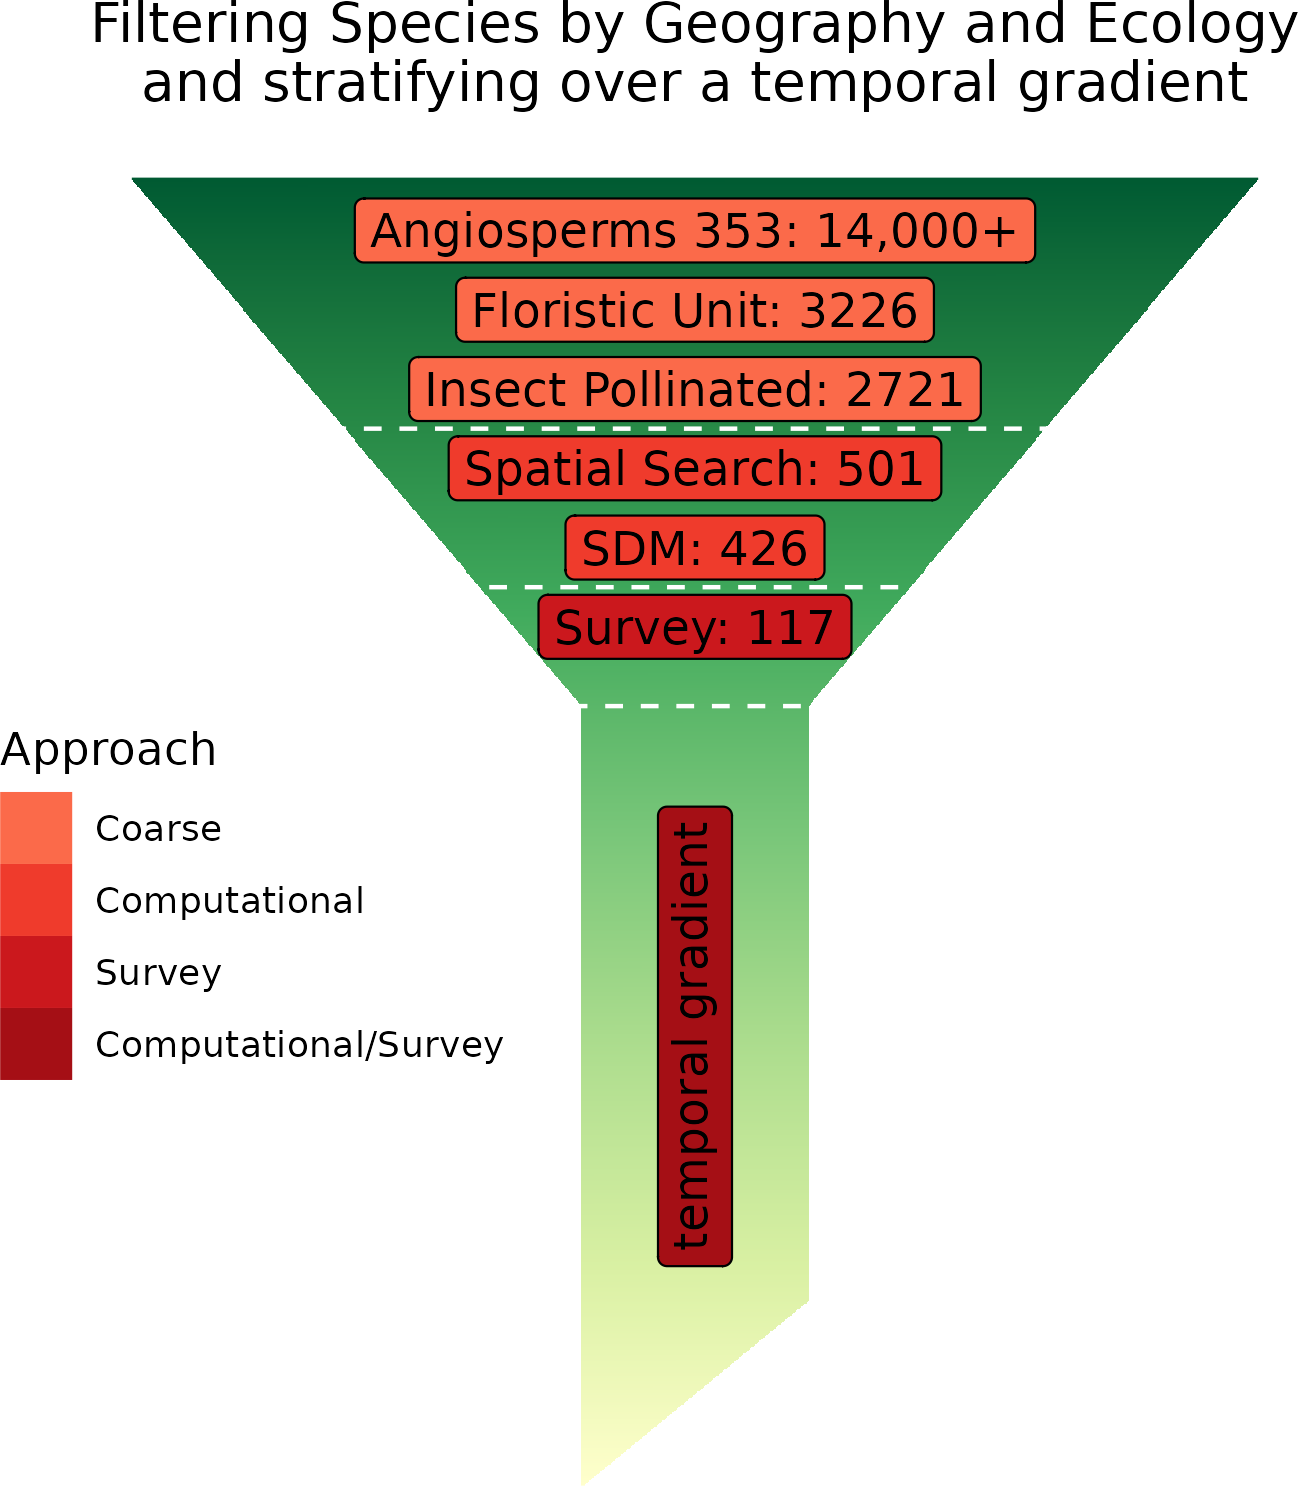 Filtering Species by Geography and Ecology
and stratifying over a temporal gradient
Angiosperms 353: 14,000+
Floristic Unit: 3226
Insect Pollinated: 2721
Spatial Search: 501
SDM: 426
Survey: 117
temporal gradient
Approach
Coarse
Computational
Survey
Computational/Survey